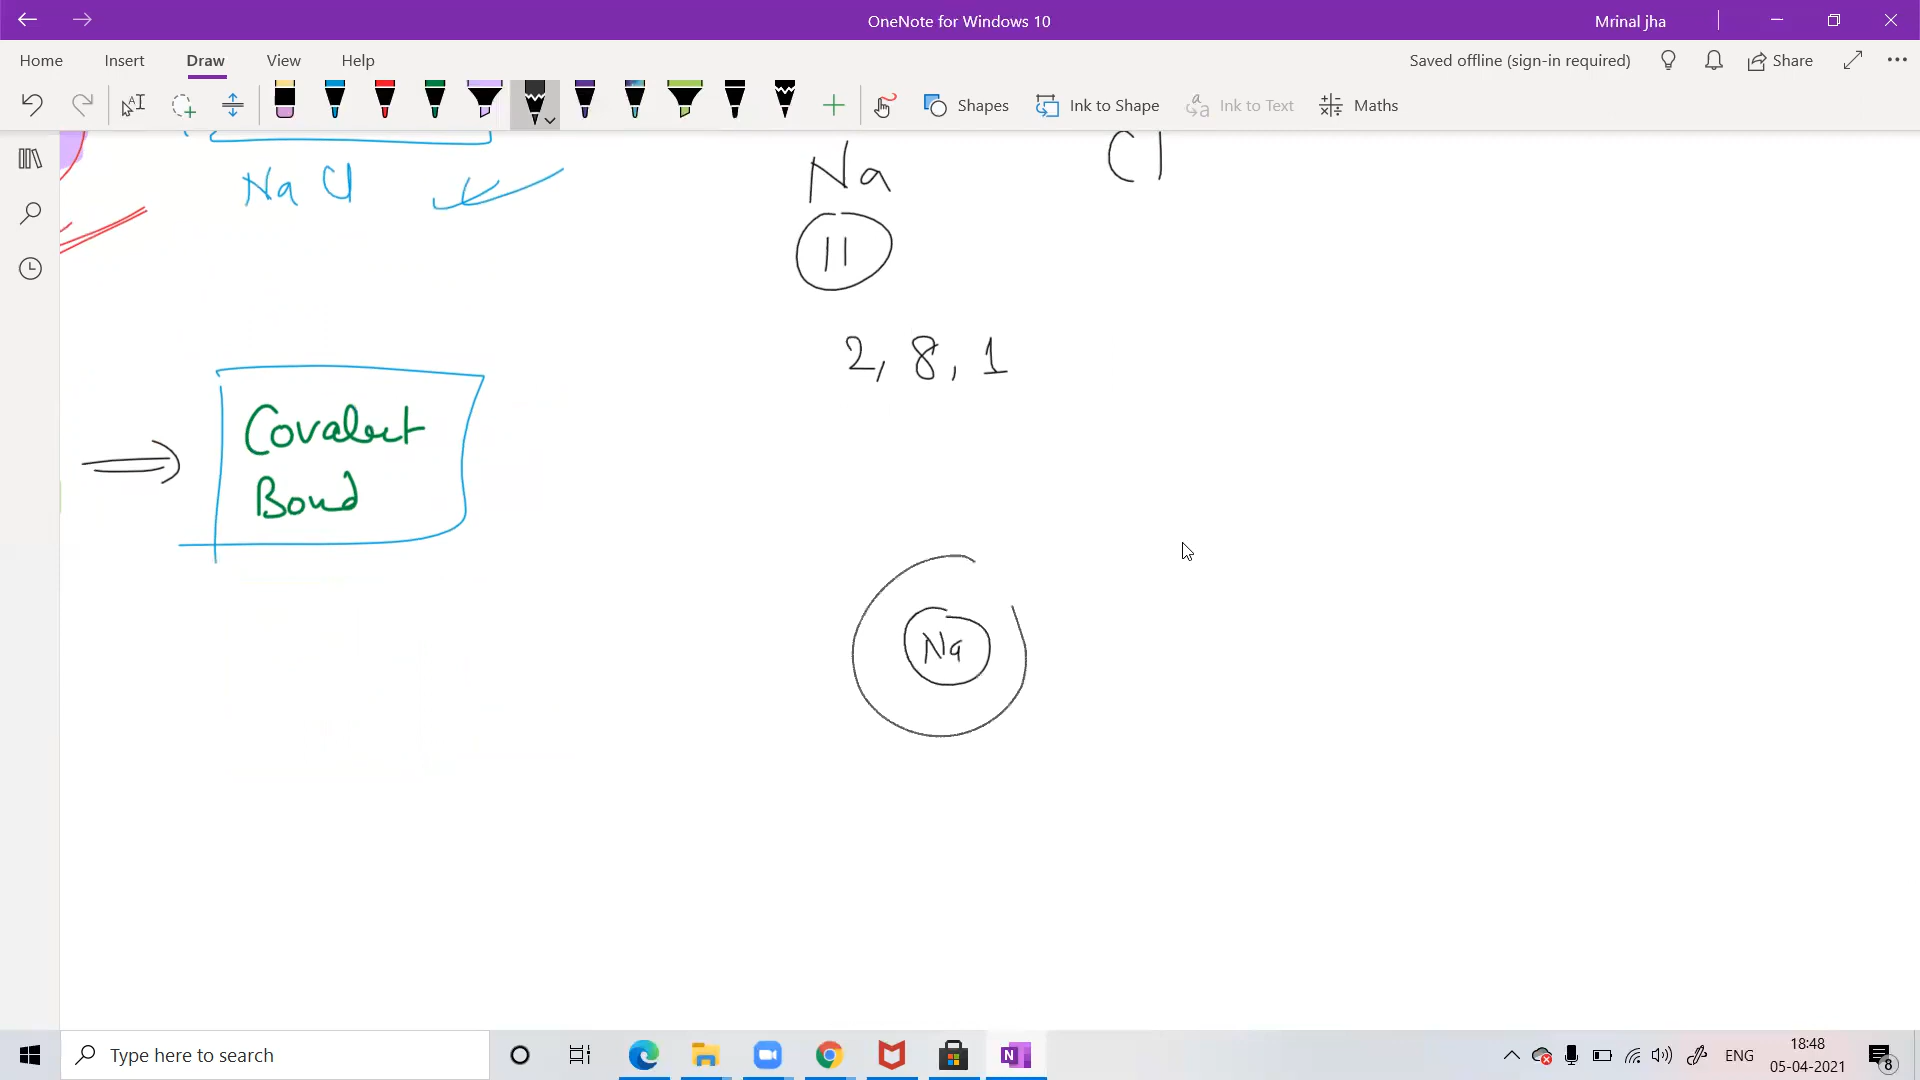 OneNote for Windows 10
Mrinal jha
Home Insert Draw View Help
Saved offline (sign-in required) Share
Shapes Ink to Shape Ink to Text Maths
Na Cl
Na
Cl
11
2, 8, 1
Covalent
Bond
Na
Type here to search
ENG
18:48
05-04-2021
8